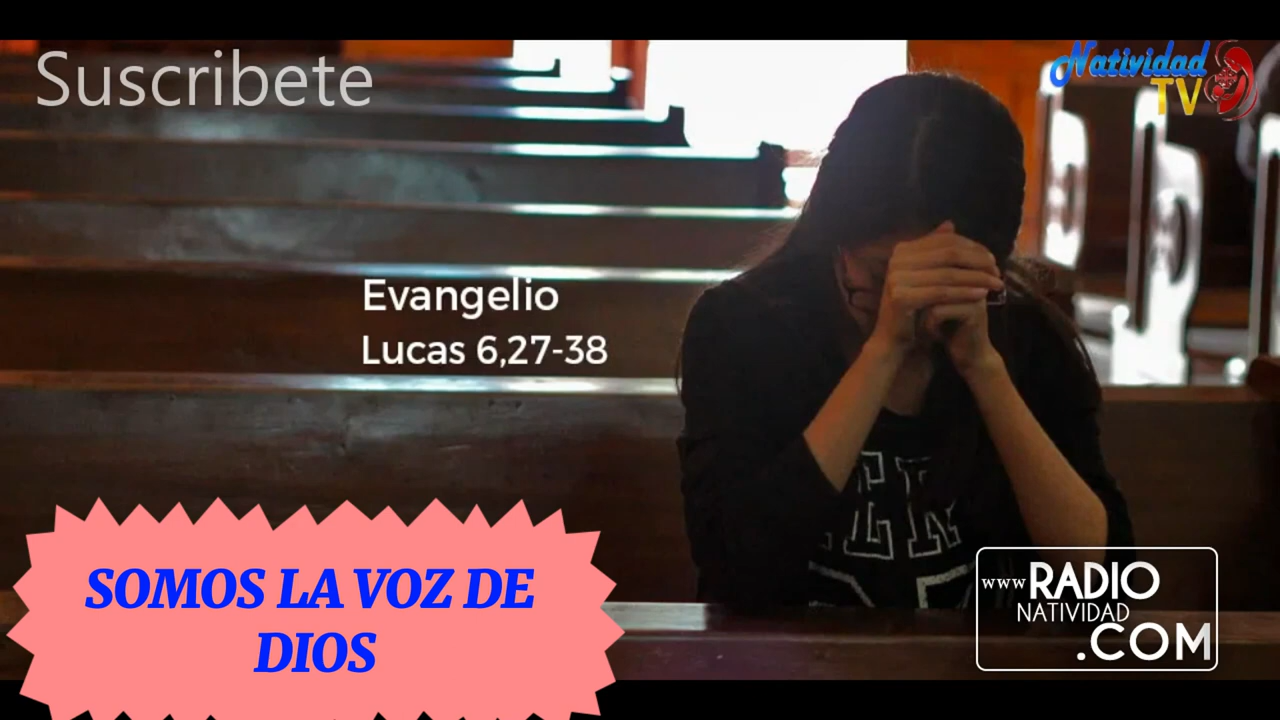 Suscribete
Natividad
TV
Evangelio
Lucas 6,27-38
SOMOS LA VOZ DE
DIOS
www RADIO
NATIVIDAD
.COM